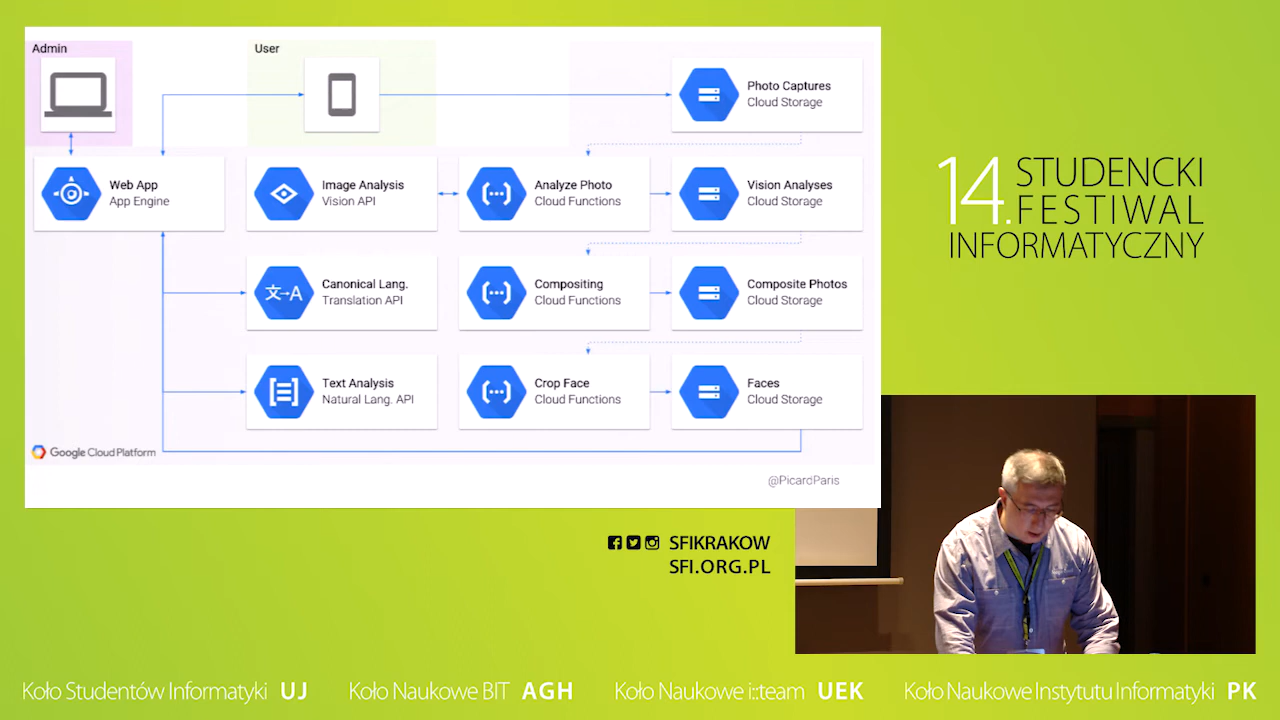 Admin
User
Photo Captures
Cloud Storage
Web App
App Engine
Image Analysis
Vision API
Analyze Photo
Cloud Functions
Vision Analyses
Cloud Storage
Canonical Lang.
Translation API
文→A
Compositing
Cloud Functions
Composite Photos
Cloud Storage
Text Analysis
Natural Lang. API
Crop Face
Cloud Functions
Faces
Cloud Storage
Google Cloud Platform
@PicardParis
14. STUDENCKI
FESTIWAL
INFORMATYCZNY
SFIKRAKOW
SFI.ORG.PL
Koło Studentów Informatyki UJ
Koło Naukowe BIT AGH
Koło Naukowe i::team UEK
Koło Naukowe Instytutu Informatyki PK